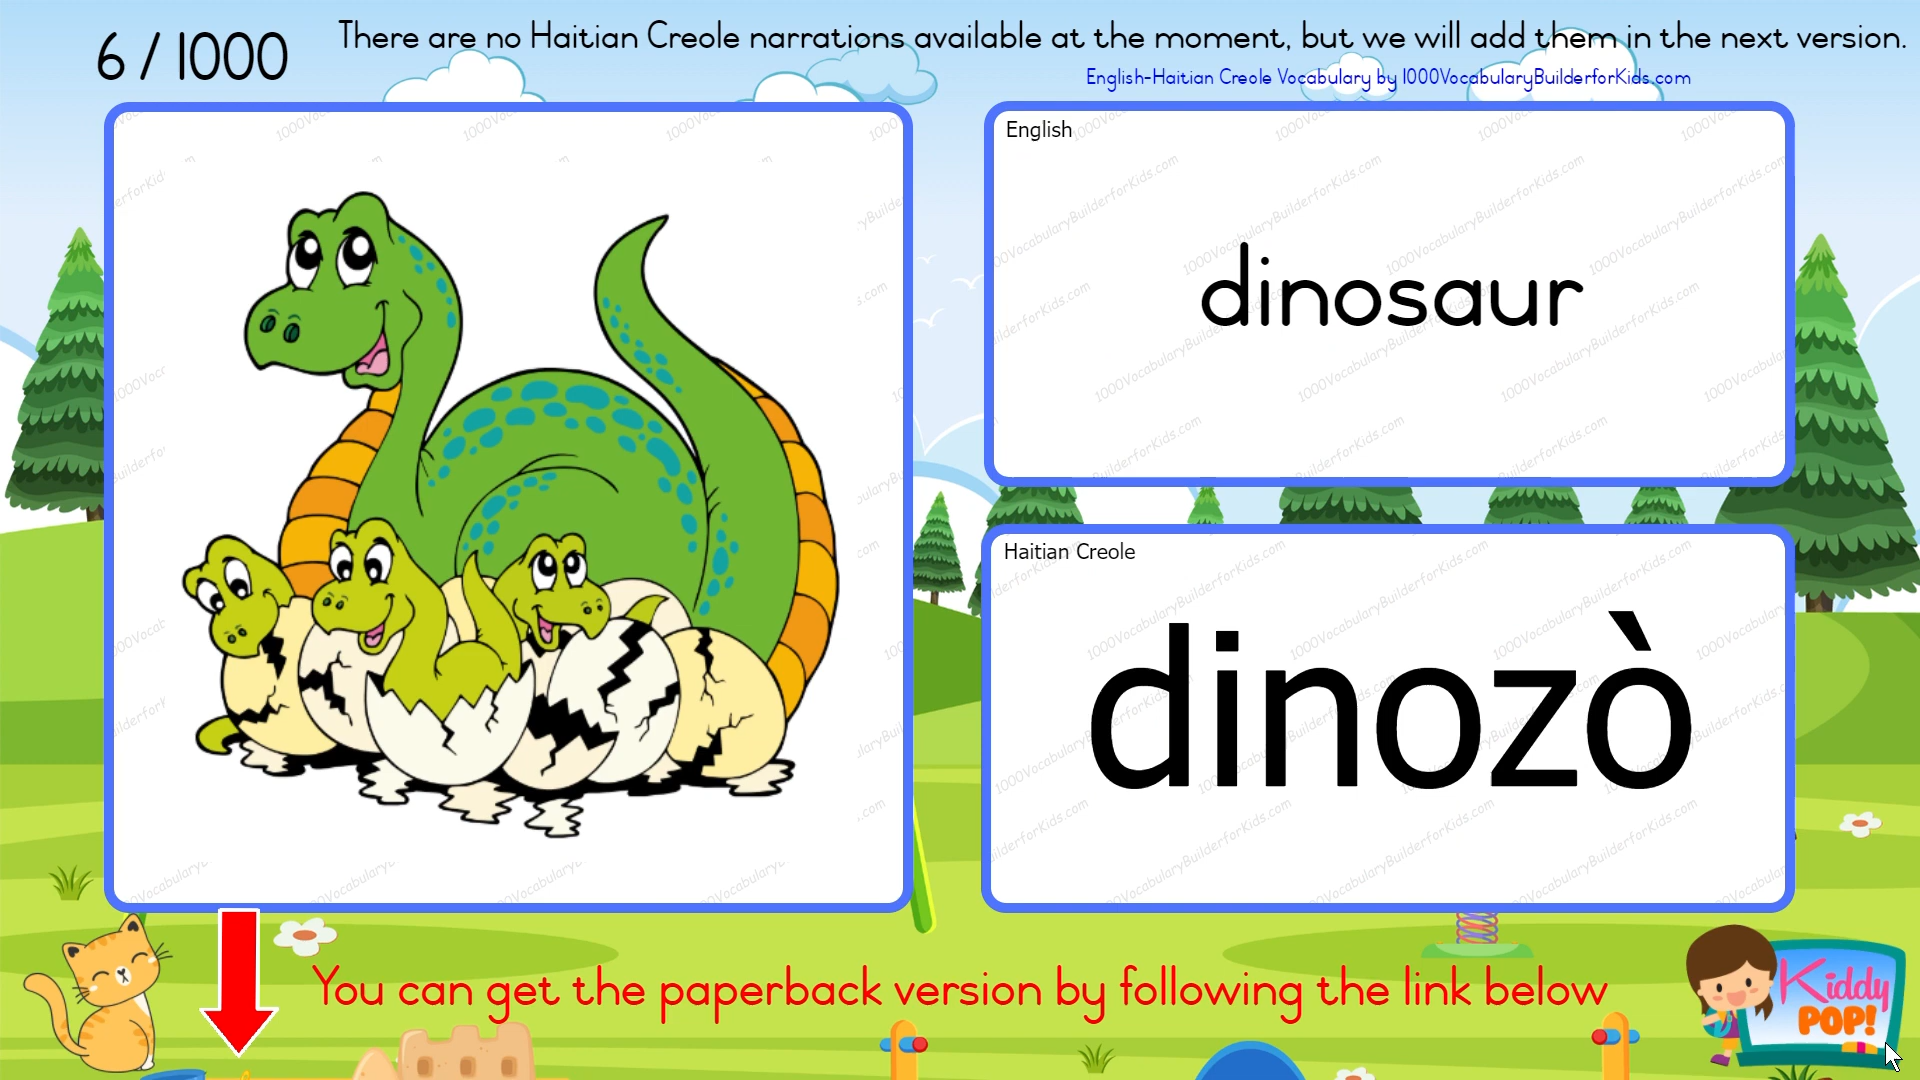 6 / 1000
There are no Haitian Creole narrations available at the moment, but we will add them in the next version.
English-Haitian Creole Vocabulary by 1000VocabularyBuilderforKids.com
English
dinosaur
Haitian Creole
dinozò
You can get the paperback version by following the link below
Kiddy
POP!
1000VocabularyBuilderforKids.com